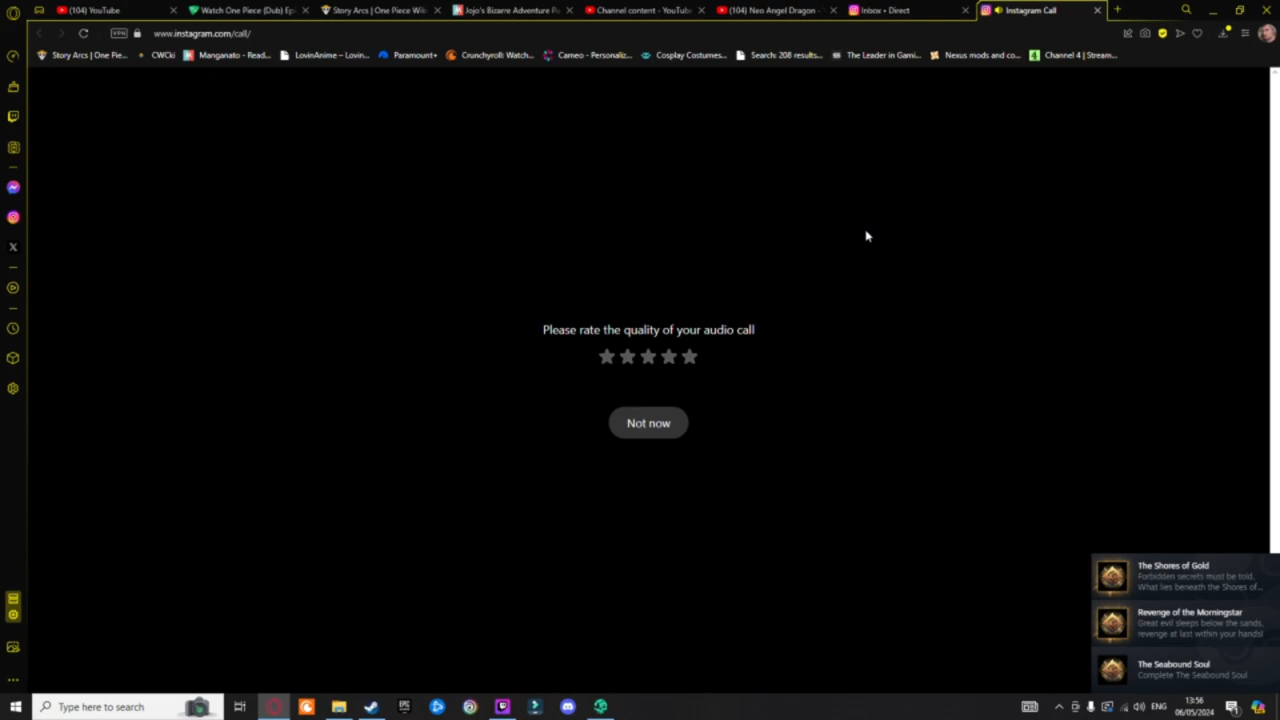 (104) YouTube
Watch One Piece (Dub) Ep
Story Arcs | One Piece Wik
Jojo's Bizarre Adventure Pa
Channel content - YouTube
(104) Neo Angel Dragon -
Inbox • Direct
Instagram Call
VPN
www.instagram.com/call/
Story Arcs | One Pie...
CWCki
Manganato - Read...
LovinAnime – Lovin...
Paramount+
Crunchyroll: Watch...
Cameo - Personaliz...
Cosplay Costumes...
Search: 208 results...
The Leader in Gami...
Nexus mods and co...
4
Channel 4 | Stream...
Please rate the quality of your audio call
Not now
The Shores of Gold
Forbidden secrets must be told.
What lies beneath the Shores of...
Revenge of the Morningstar
Great evil sleeps below the sands,
revenge at last within your hands!
The Seabound Soul
Complete The Seabound Soul
Type here to search
EPIC
ENG
13:56
06/05/2024